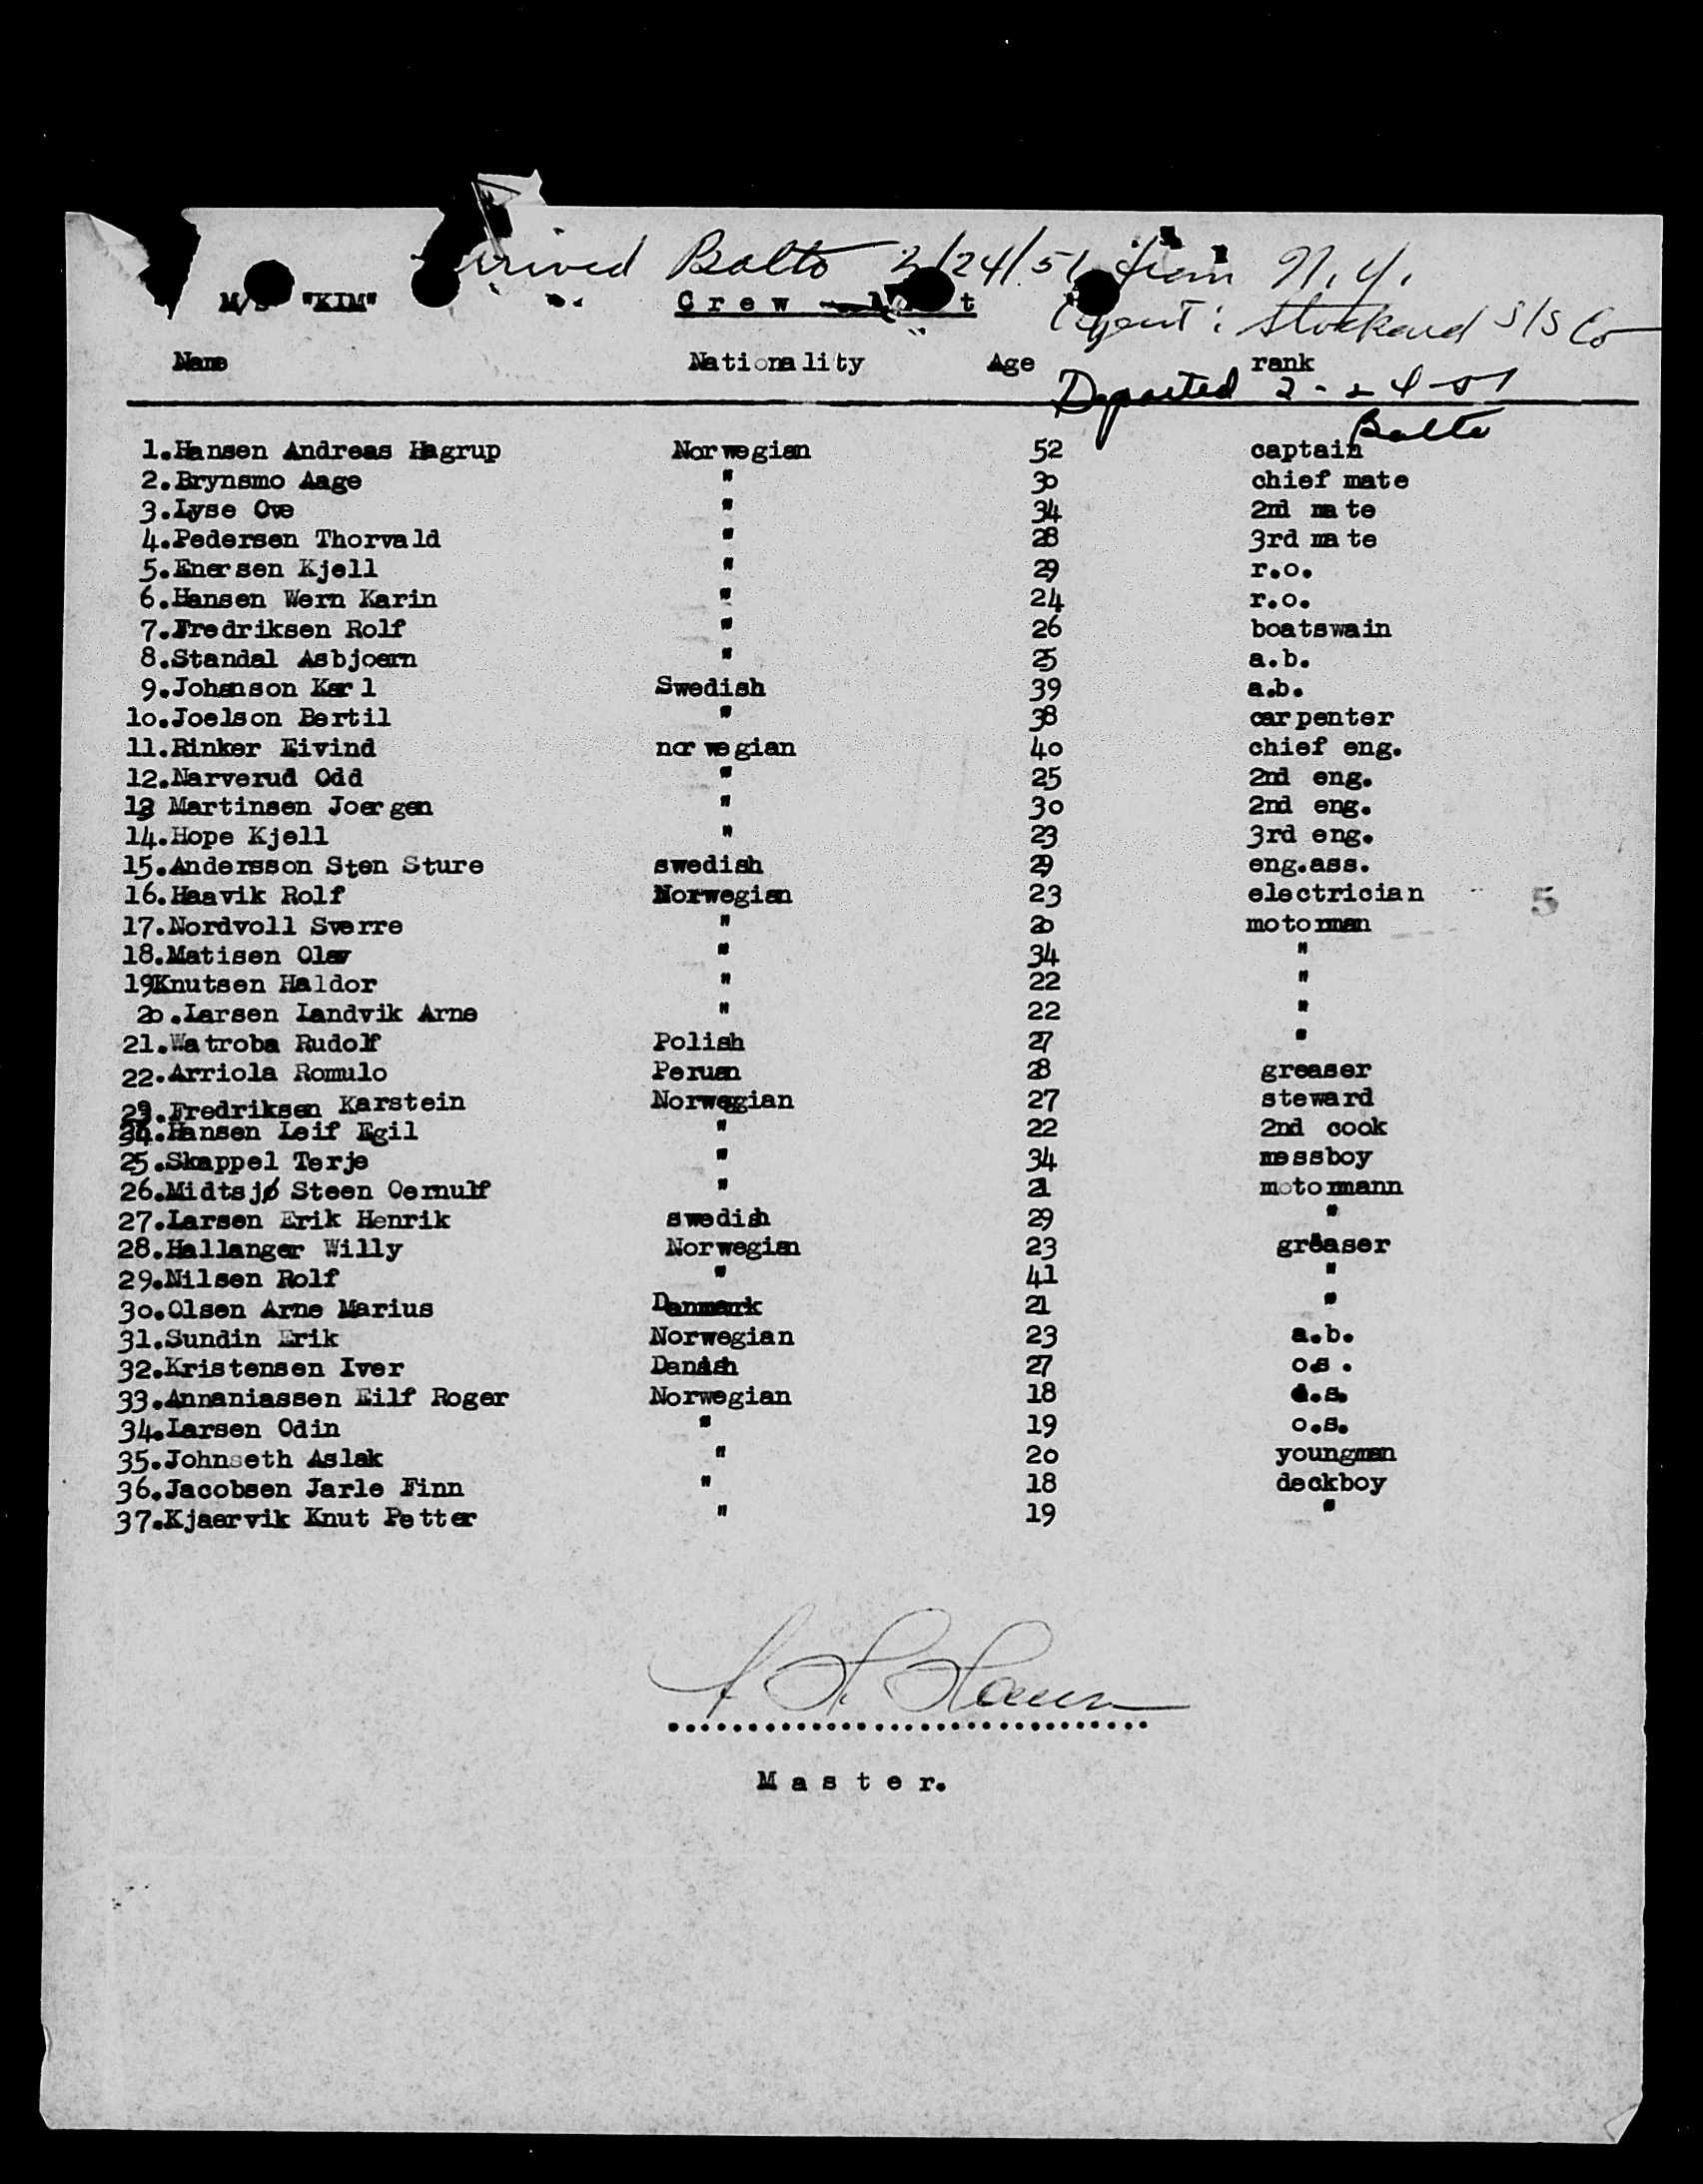 Arrived Balto 2/24/51 from N.Y.
M/S "KIM" Crew
Agent: Stockard S/S Co
Name Nationality Age rank
Departed 2-24-51
Balto
1.Hansen Andreas Hagrup Norwegian 52 captain
2.Brynsmo Aage " 30 chief mate
3.Lyse Ove " 34 2nd mate
4.Pedersen Thorvald " 28 3rd mate
5.Enersen Kjell " 29 r.o.
6.Hansen Wern Karin " 24 r.o.
7.Fredriksen Rolf " 26 boatswain
8.Standal Asbjoern " 25 a.b.
9.Johanson Karl Swedish 39 a.b.
10.Joelson Bertil " 38 carpenter
11.Rinker Eivind norwegian 40 chief eng.
12.Narverud Odd " 25 2nd eng.
13 Martinsen Joergen " 30 2nd eng.
14.Hope Kjell " 23 3rd eng.
15.Andersson Sten Sture swedish 29 eng.ass.
16.Haavik Rolf Norwegian 23 electrician 5
17.Nordvoll Sverre " 20 motorman
18.Matisen Olav " 34 "
19Knutsen Haldor " 22 "
20.Larsen Landvik Arne " 22 "
21.Watroba Rudolf Polish 27 "
22.Arriola Romulo Peruan 28 greaser
23.Fredriksen Karstein Norwegian 27 steward
24.Hansen Leif Egil " 22 2nd cook
25.Skappel Terje " 34 messboy
26.Midtsjø Steen Oernulf " 21 motormann
27.Larsen Erik Henrik swedish 29 "
28.Hallanger Willy Norwegian 23 greaser
29.Nilsen Rolf " 41 "
30.Olsen Arne Marius Danmark 21 "
31.Sundin Erik Norwegian 23 a.b.
32.Kristensen Iver Danish 27 os.
33.Annaniassen Eilf Roger Norwegian 18 o.s.
34.Larsen Odin " 19 o.s.
35.Johnseth Aslak " 20 youngman
36.Jacobsen Jarle Finn " 18 deckboy
37.Kjaervik Knut Petter " 19 "
Master.